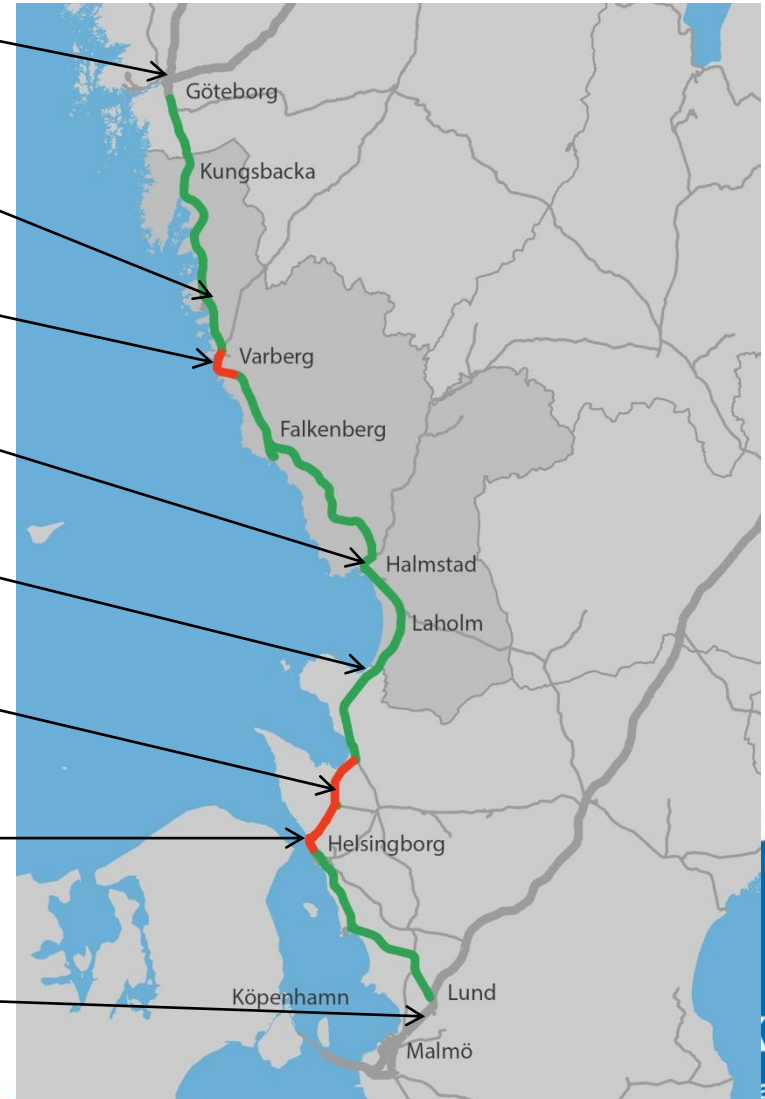 Göteborg
Kungsbacka
Varberg
Falkenberg
Halmstad
Laholm
Helsingborg
Köpenhamn
Lund
Malmö